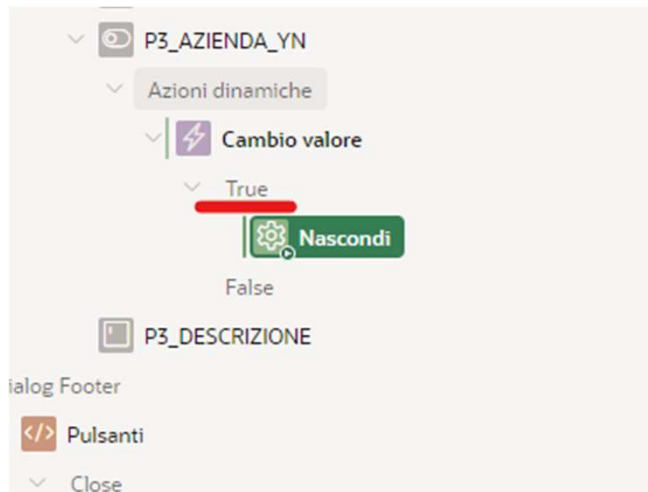 P3_AZIENDA_YN
Azioni dinamiche
Cambio valore
True
Nascondi
False
P3_DESCRIZIONE
ialog Footer
</> Pulsanti
Close